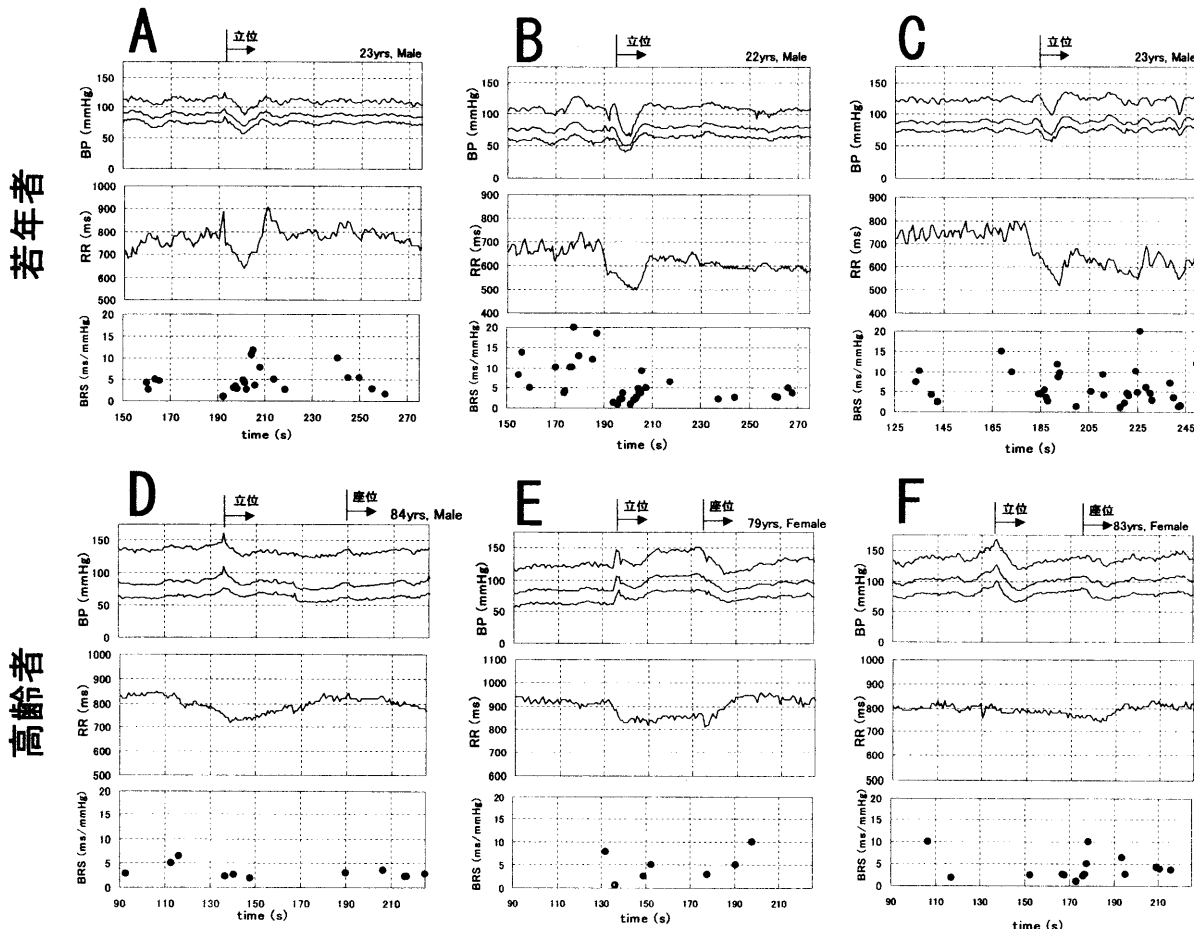 若年者
A
立位
23yrs, Male
BP (mmHg)
150
100
50
0
RR (ms)
1000
900
800
700
600
500
BRS (ms/mmHg)
20
15
10
5
0
150 170 190 210 230 250 270
time (s)
B
立位
22yrs, Male
BP (mmHg)
150
100
50
0
RR (ms)
900
800
700
600
500
400
BRS (ms/mmHg)
20
15
10
5
0
150 170 190 210 230 250 270
time (s)
C
立位
23yrs, Male
BP (mmHg)
150
100
50
0
RR (ms)
900
800
700
600
500
400
BRS (ms/mmHg)
20
15
10
5
0
125 145 165 185 205 225 245
time (s)
高齢者
D
立位
座位
84yrs, Male
BP (mmHg)
150
100
50
0
RR (ms)
1000
900
800
700
600
500
BRS (ms/mmHg)
20
15
10
5
0
90 110 130 150 170 190 210
time (s)
E
立位
座位
79yrs, Female
BP (mmHg)
150
100
50
0
RR (ms)
1100
1000
900
800
700
600
BRS (ms/mmHg)
20
15
10
5
0
90 110 130 150 170 190 210
time (s)
F
立位
座位
83yrs, Female
BP (mmHg)
150
100
50
0
RR (ms)
1000
900
800
700
600
500
BRS (ms/mmHg)
20
15
10
5
0
90 110 130 150 170 190 210
time (s)